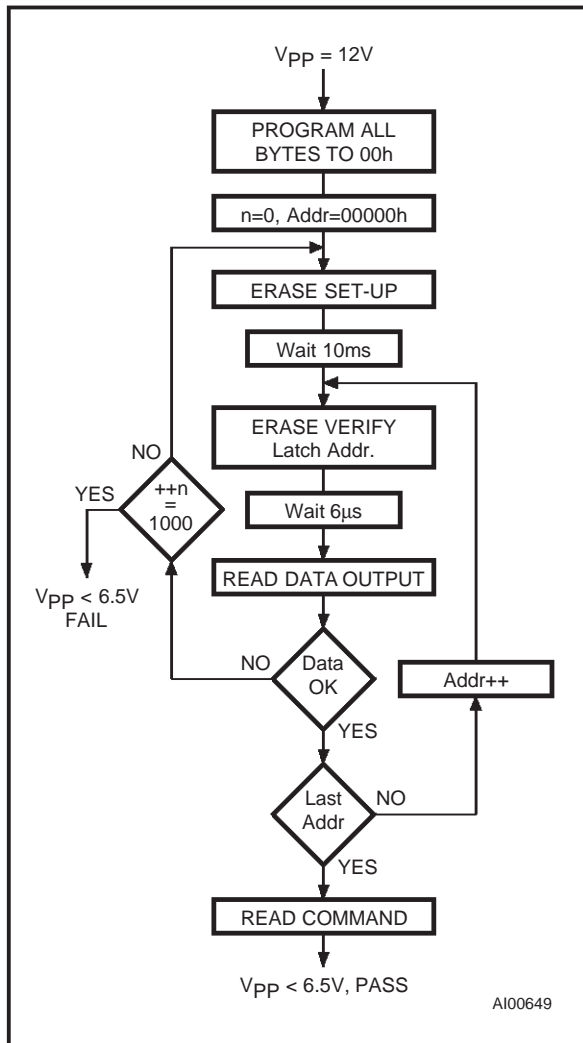 VPP = 12V
PROGRAM ALL
BYTES TO 00h
n=0, Addr=00000h
ERASE SET-UP
Wait 10ms
ERASE VERIFY
Latch Addr.
NO
YES
++n
=
1000
Wait 6µs
VPP < 6.5V
FAIL
READ DATA OUTPUT
NO
Data
OK
YES
Addr++
Last
Addr
NO
YES
READ COMMAND
VPP < 6.5V, PASS
AI00649